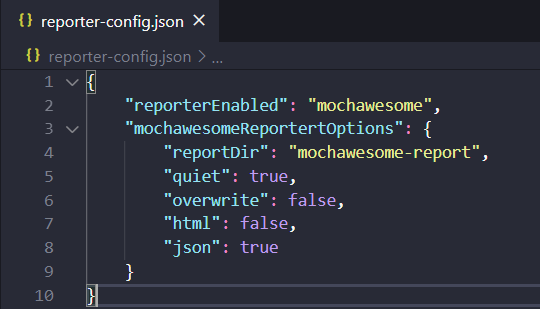 reporter-config.json
reporter-config.json > ...
1 {
2 "reporterEnabled": "mochawesome",
3 "mochawesomeReportertOptions": {
4 "reportDir": "mochawesome-report",
5 "quiet": true,
6 "overwrite": false,
7 "html": false,
8 "json": true
9 }
10 }